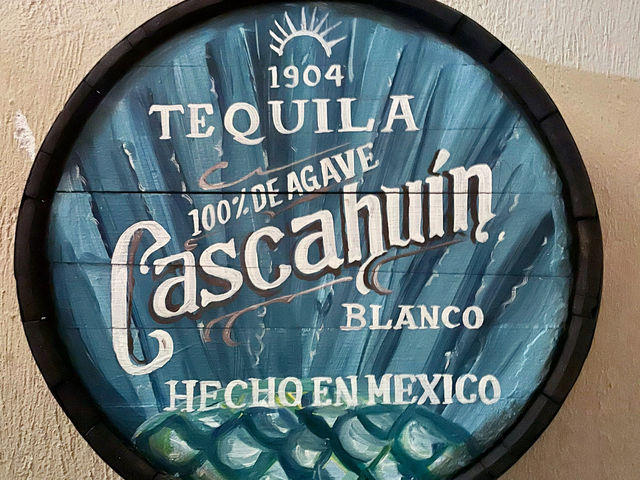 1904
TEQUILA
100% DE AGAVE
Cascahuín
BLANCO
HECHO EN MEXICO